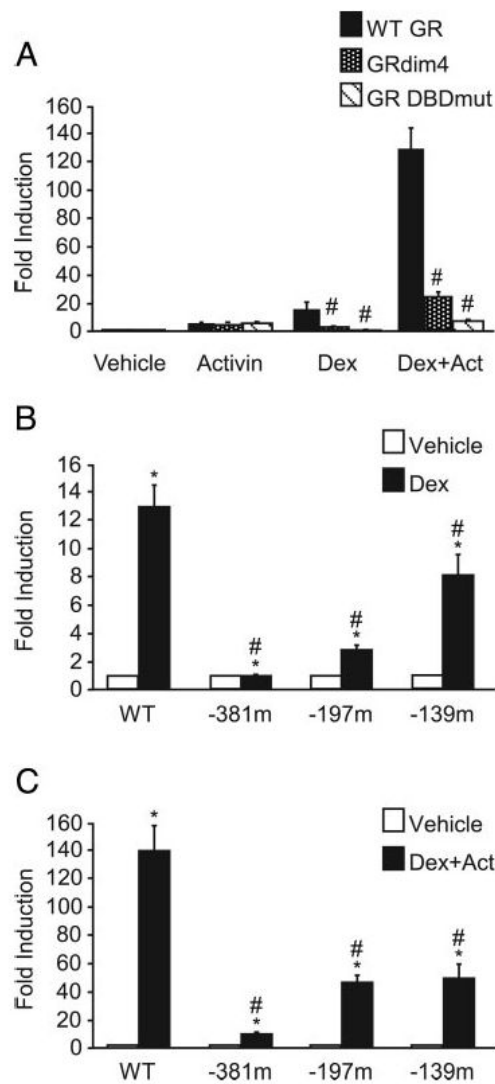 A
WT GR
GRdim4
GR DBDmut
Fold Induction
160
140
120
100
80
60
40
20
0
#
#
#
#
Vehicle
Activin
Dex
Dex+Act
B
Vehicle
Dex
Fold Induction
16
14
12
10
8
6
4
2
0
*
#
*
#
*
#
*
WT
-381m
-197m
-139m
C
Vehicle
Dex+Act
Fold Induction
160
140
120
100
80
60
40
20
0
*
#
*
#
*
#
*
WT
-381m
-197m
-139m